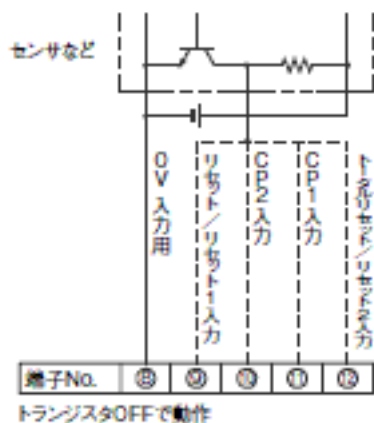 センサなど
0V 入力用
リセット/リセット1入力
CP2入力
CP1入力
トータルリセット/リセット2入力
端子No. ⑧ ⑨ ⑩ ⑪ ⑫
トランジスタOFFで動作